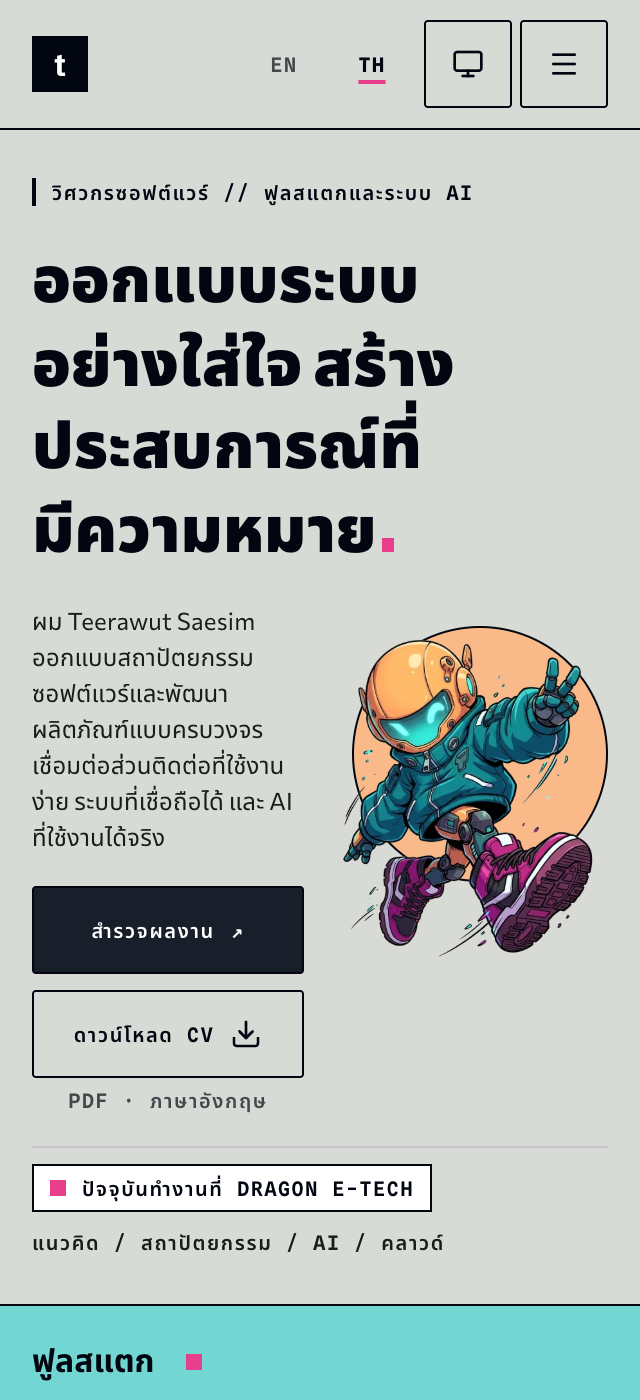 t
EN TH
วิศวกรซอฟต์แวร์ // ฟูลสแตกและระบบ AI
ออกแบบระบบ
อย่างใส่ใจ สร้าง
ประสบการณ์ที่
มีความหมาย.
ผม Teerawut Saesim
ออกแบบสถาปัตยกรรม
ซอฟต์แวร์และพัฒนา
ผลิตภัณฑ์แบบครบวงจร
เชื่อมต่อส่วนติดต่อที่ใช้งาน
ง่าย ระบบที่เชื่อถือได้ และ AI
ที่ใช้งานได้จริง
สำรวจผลงาน ↗
ดาวน์โหลด CV
PDF · ภาษาอังกฤษ
ปัจจุบันทำงานที่ DRAGON E-TECH
แนวคิด / สถาปัตยกรรม / AI / คลาวด์
ฟูลสแตก